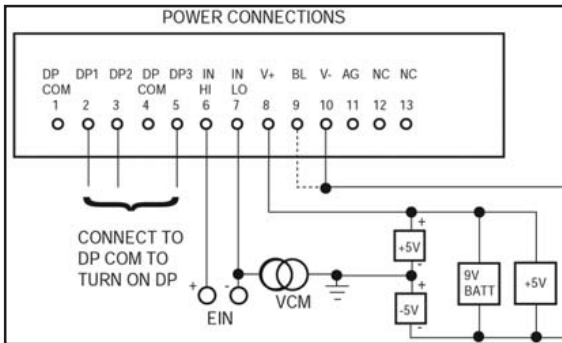 POWER CONNECTIONS
DP COM DP1 DP2 DP COM DP3 IN HI IN LO V+ BL V- AG NC NC
1 2 3 4 5 6 7 8 9 10 11 12 13
CONNECT TO
DP COM TO
TURN ON DP
+ -
EIN
VCM
+
+5V
-
+
-5V
-
9V
BATT
+5V